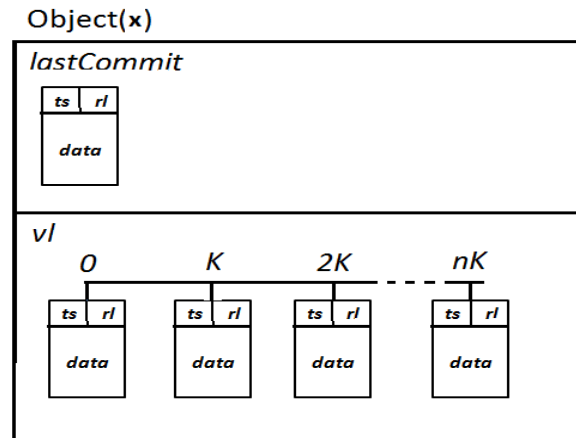 Object(x)
lastCommit
ts rl
data
vl
0 K 2K nK
ts rl ts rl ts rl ts rl
data data data data